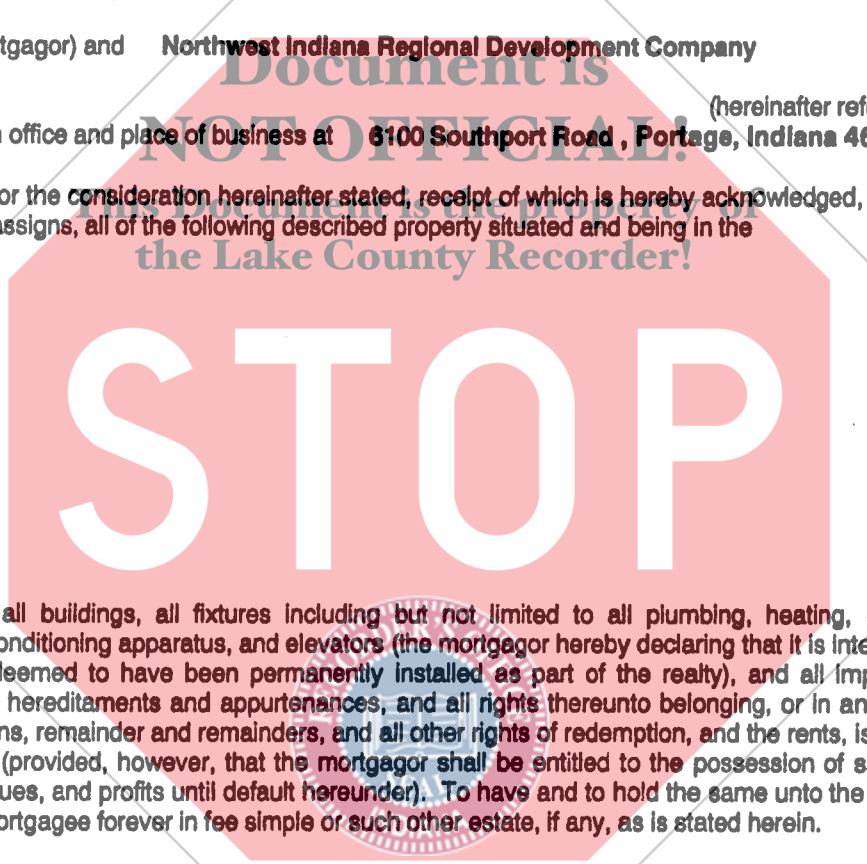 tgagor) and Northwest Indiana Regional Development Company
Document is
(hereinafter refe
n office and place of business at 6100 Southport Road , Portage, Indiana 46
NOT OFFICIAL!
or the consideration hereinafter stated, receipt of which is hereby acknowledged,
This Document is the property of
assigns, all of the following described property situated and being in the
the Lake County Recorder!
STOP
all buildings, all fixtures including but not limited to all plumbing, heating,
onditioning apparatus, and elevators (the mortgagor hereby declaring that it is inte
deemed to have been permanently installed as part of the realty), and all imp
hereditaments and appurtenances, and all rights thereunto belonging, or in an
ns, remainder and remainders, and all other rights of redemption, and the rents, is
(provided, however, that the mortgagor shall be entitled to the possession of s
ues, and profits until default hereunder). To have and to hold the same unto the
ortgagee forever in fee simple or such other estate, if any, as is stated herein.
SEAL
INDIANA